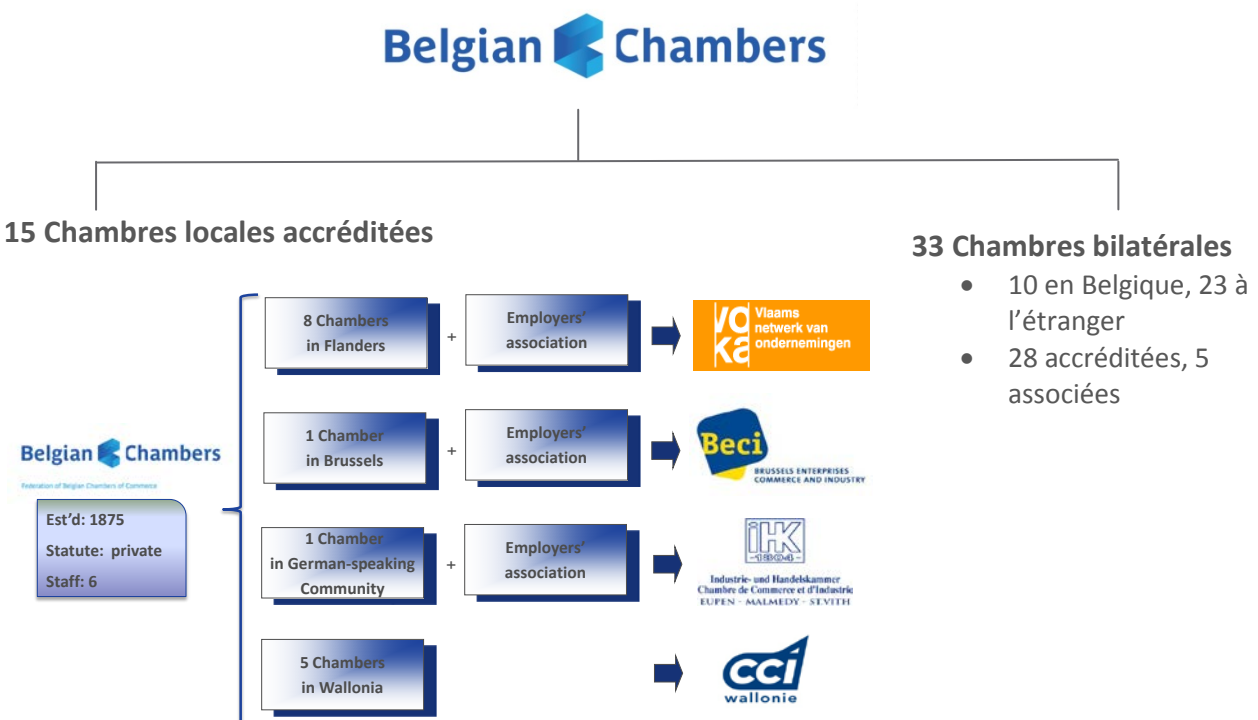 Belgian Chambers
15 Chambres locales accréditées
33 Chambres bilatérales
• 10 en Belgique, 23 à
l’étranger
• 28 accréditées, 5
associées
Belgian Chambers
Federation of Belgian Chambers of Commerce
Est’d: 1875
Statute: private
Staff: 6
8 Chambers
in Flanders
+
Employers’
association
VOKA
Vlaams
netwerk van
ondernemingen
1 Chamber
in Brussels
+
Employers’
association
Beci
BRUSSELS ENTERPRISES
COMMERCE AND INDUSTRY
1 Chamber
in German-speaking
Community
+
Employers’
association
IHK
-1804-
Industrie- und Handelskammer
Chambre de Commerce et d'Industrie
EUPEN - MALMEDY - ST.VITH
5 Chambers
in Wallonia
cci
wallonie